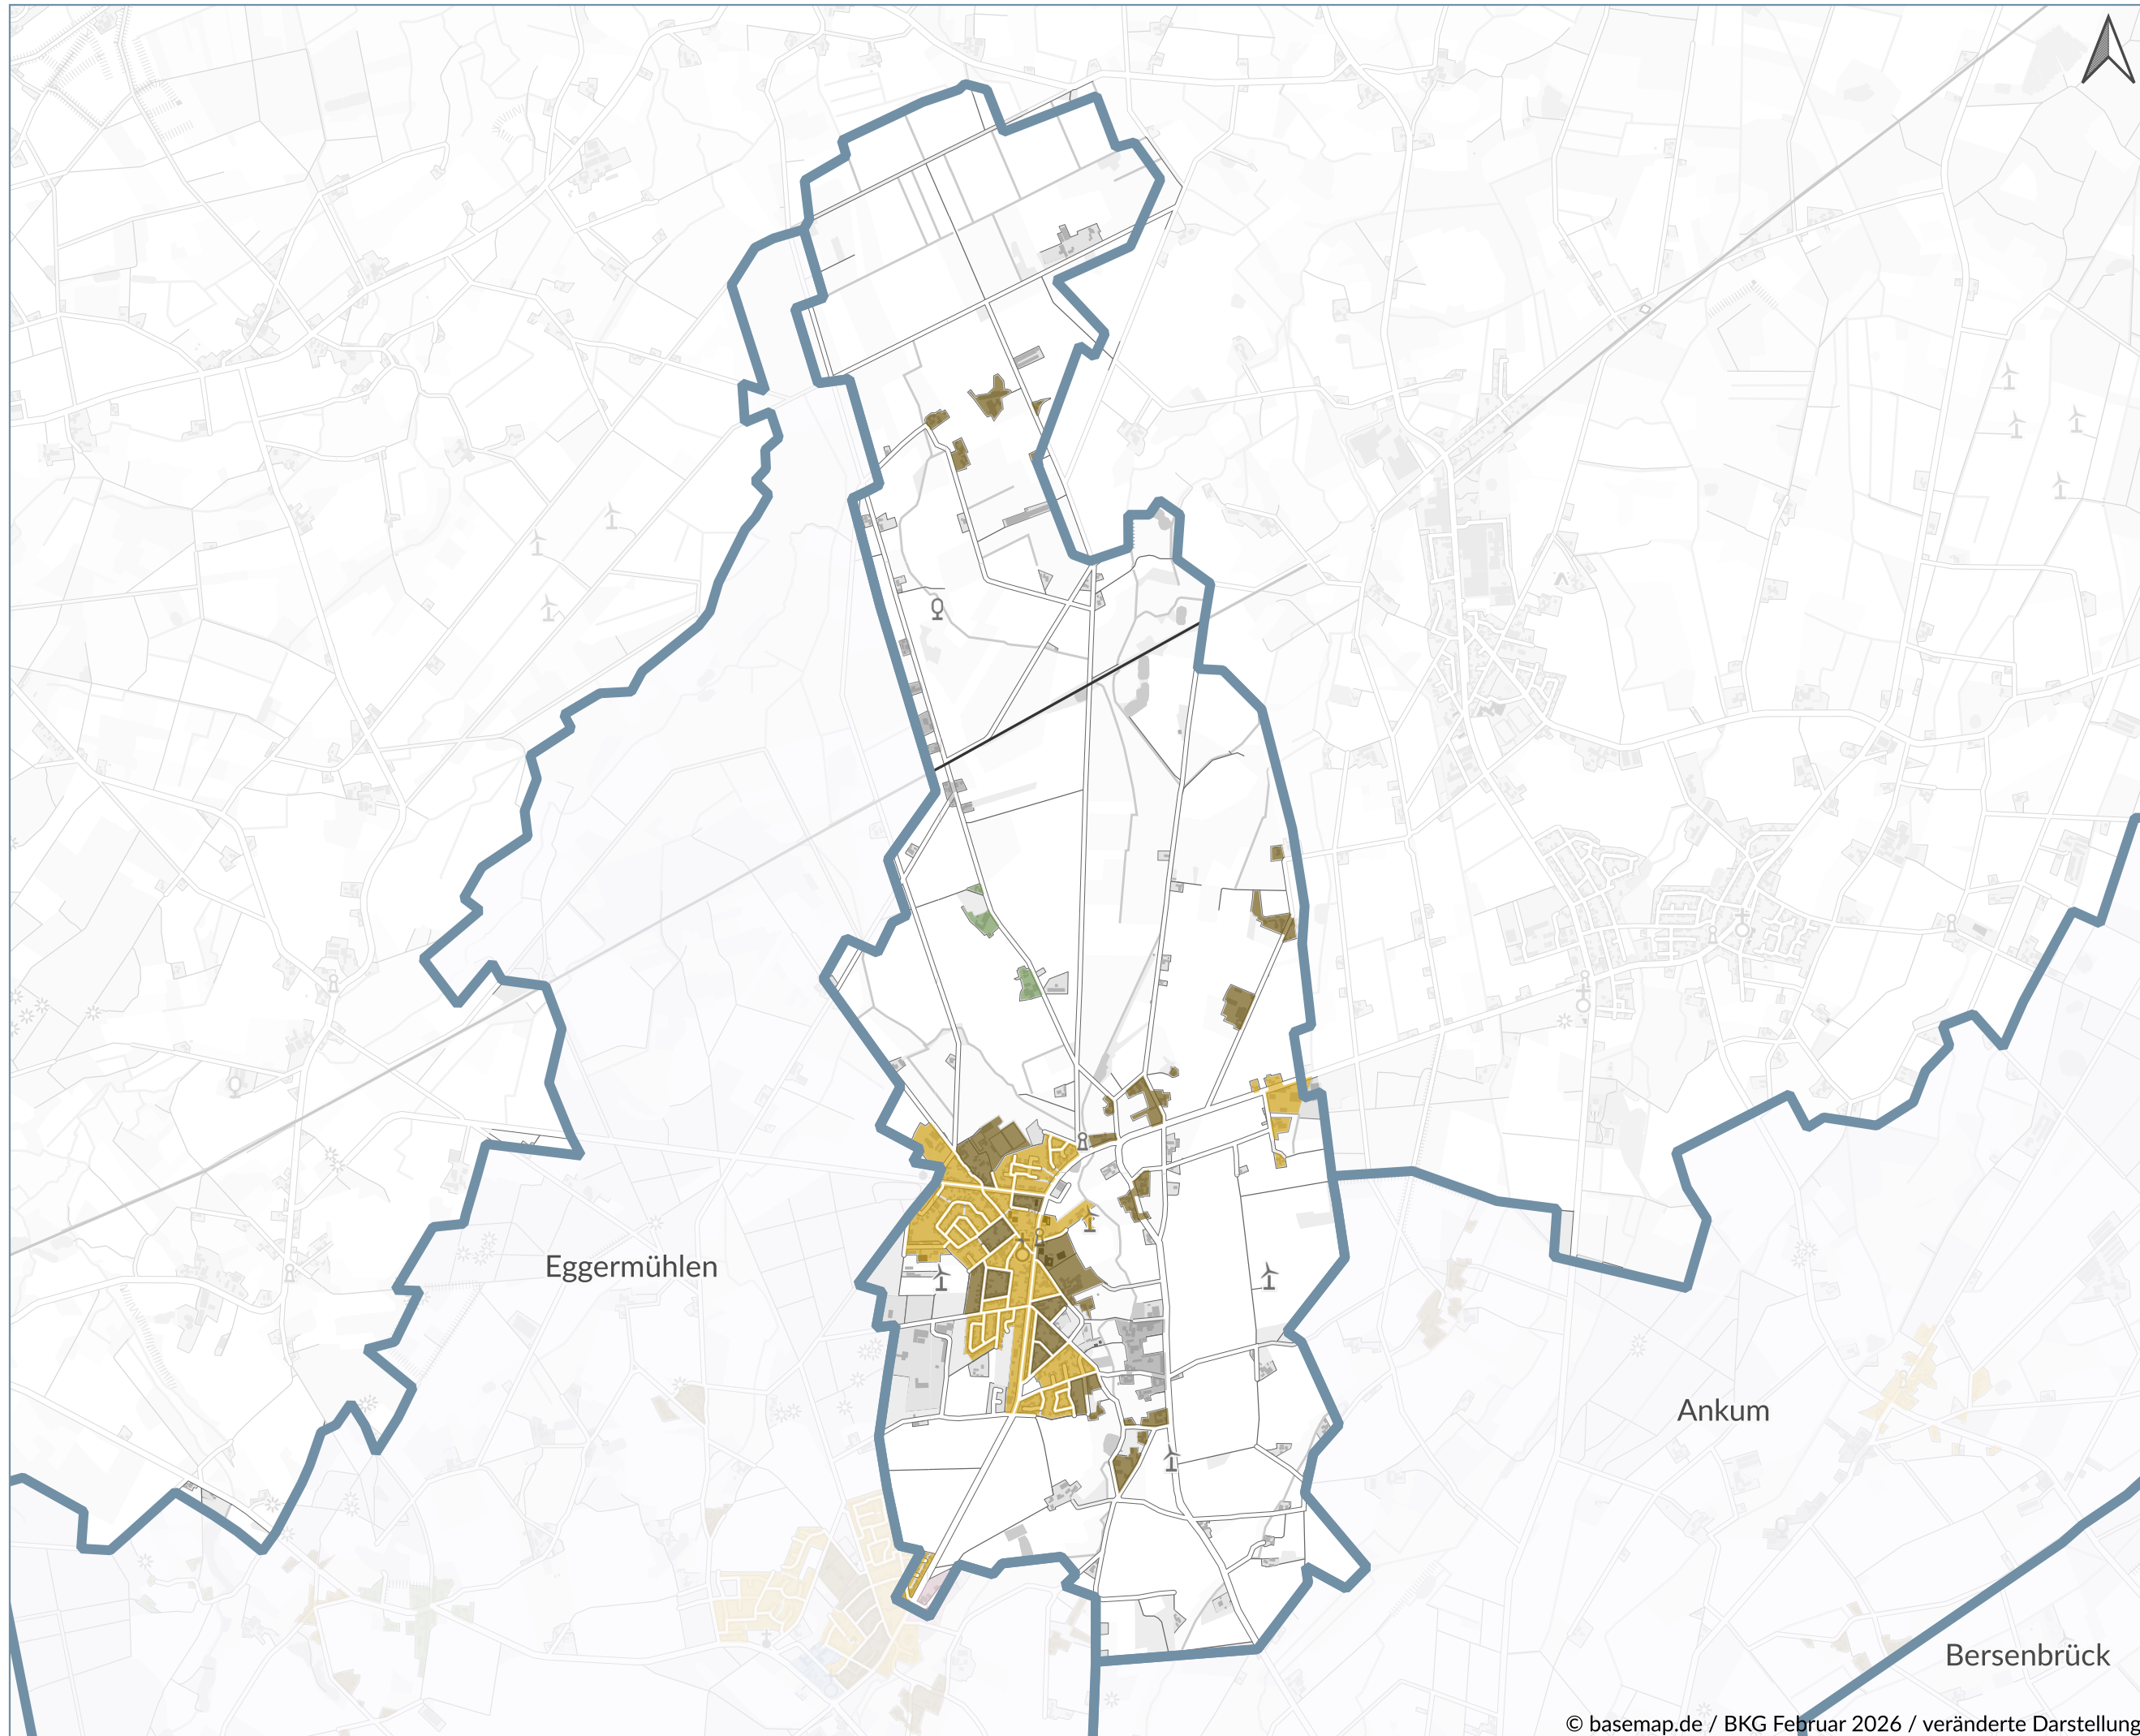 Eggermühlen
Ankum
Bersenbrück
© basemap.de / BKG Februar 2026 / veränderte Darstellung